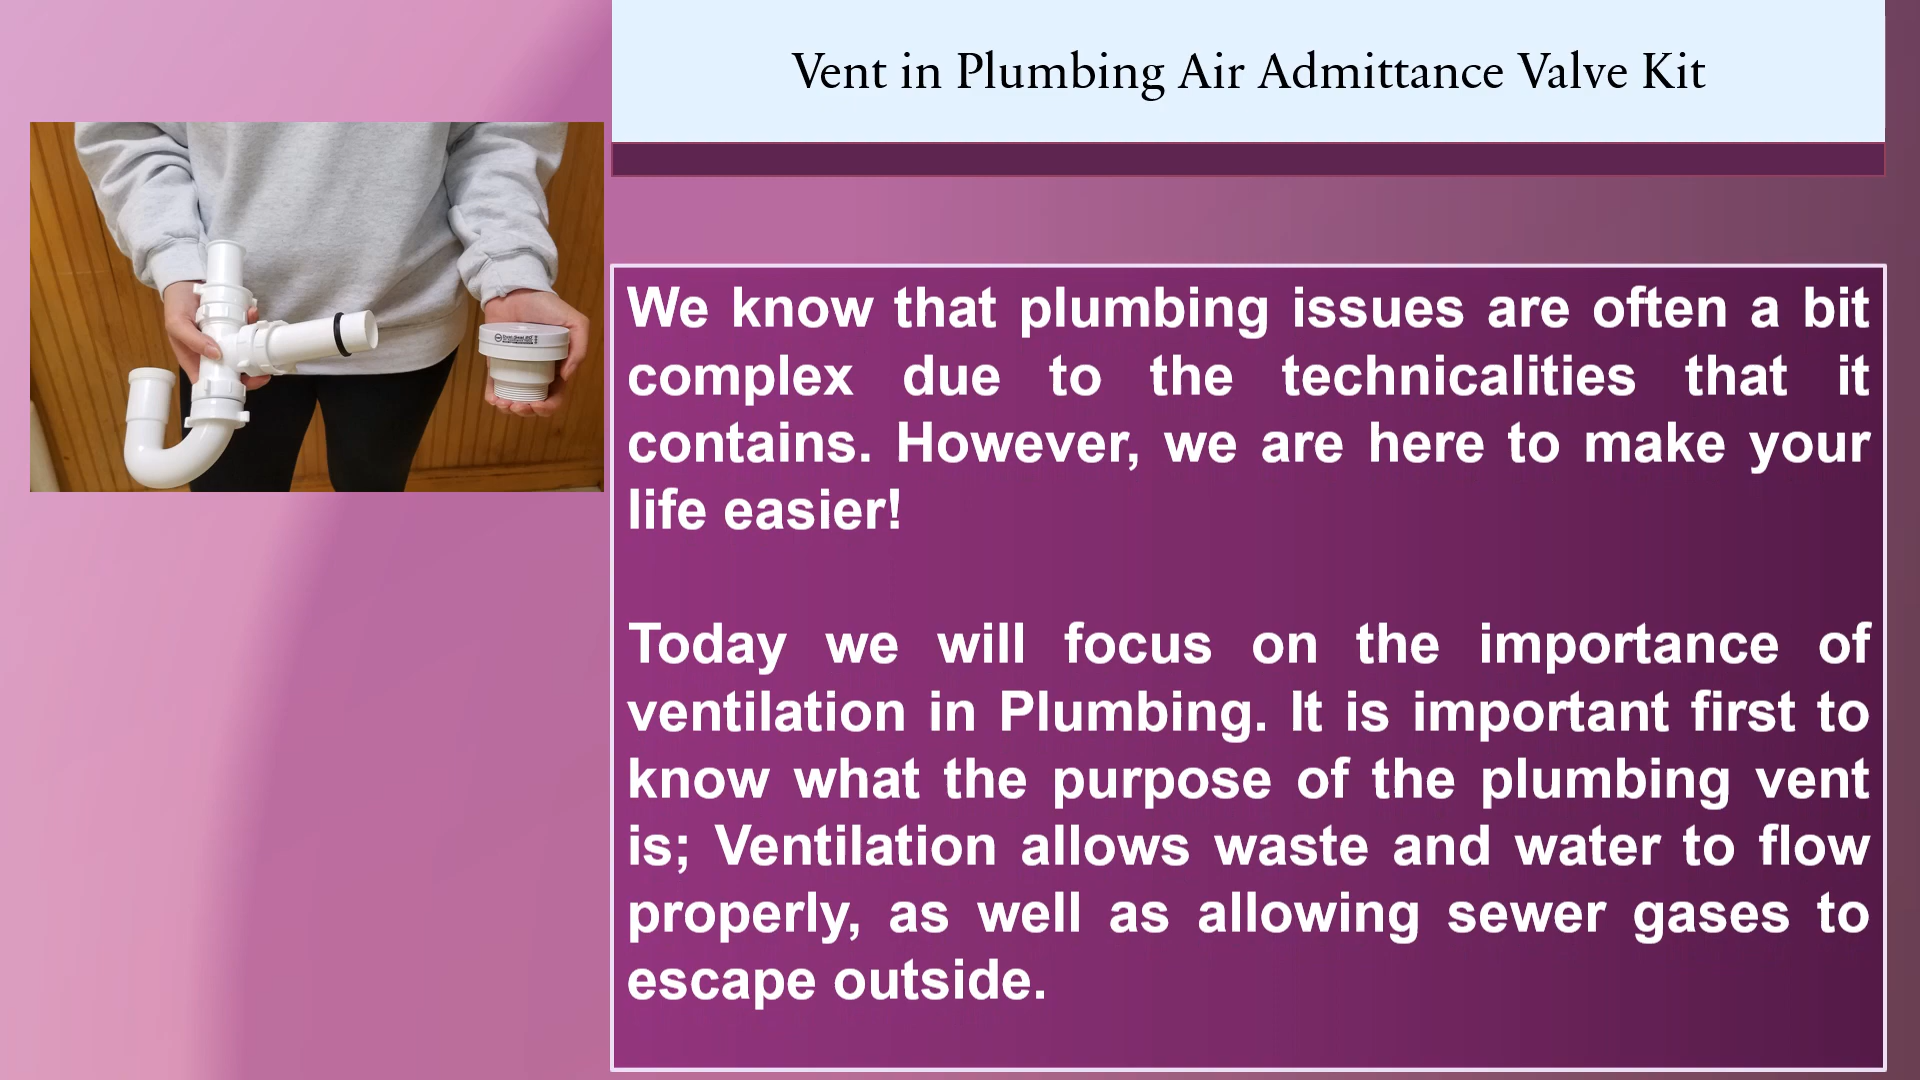 Vent in Plumbing Air Admittance Valve Kit
We know that plumbing issues are often a bit
complex due to the technicalities that it
contains. However, we are here to make your
life easier!
Today we will focus on the importance of
ventilation in Plumbing. It is important first to
know what the purpose of the plumbing vent
is; Ventilation allows waste and water to flow
properly, as well as allowing sewer gases to
escape outside.